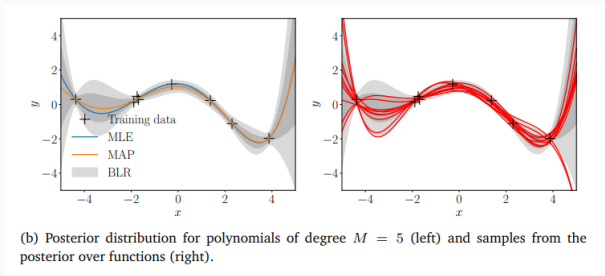 4
2
0
−2
−4
y
Training data
MLE
MAP
BLR
−4 −2 0 2 4
x
4
2
0
−2
−4
y
−4 −2 0 2 4
x
(b) Posterior distribution for polynomials of degree M = 5 (left) and samples from the
posterior over functions (right).